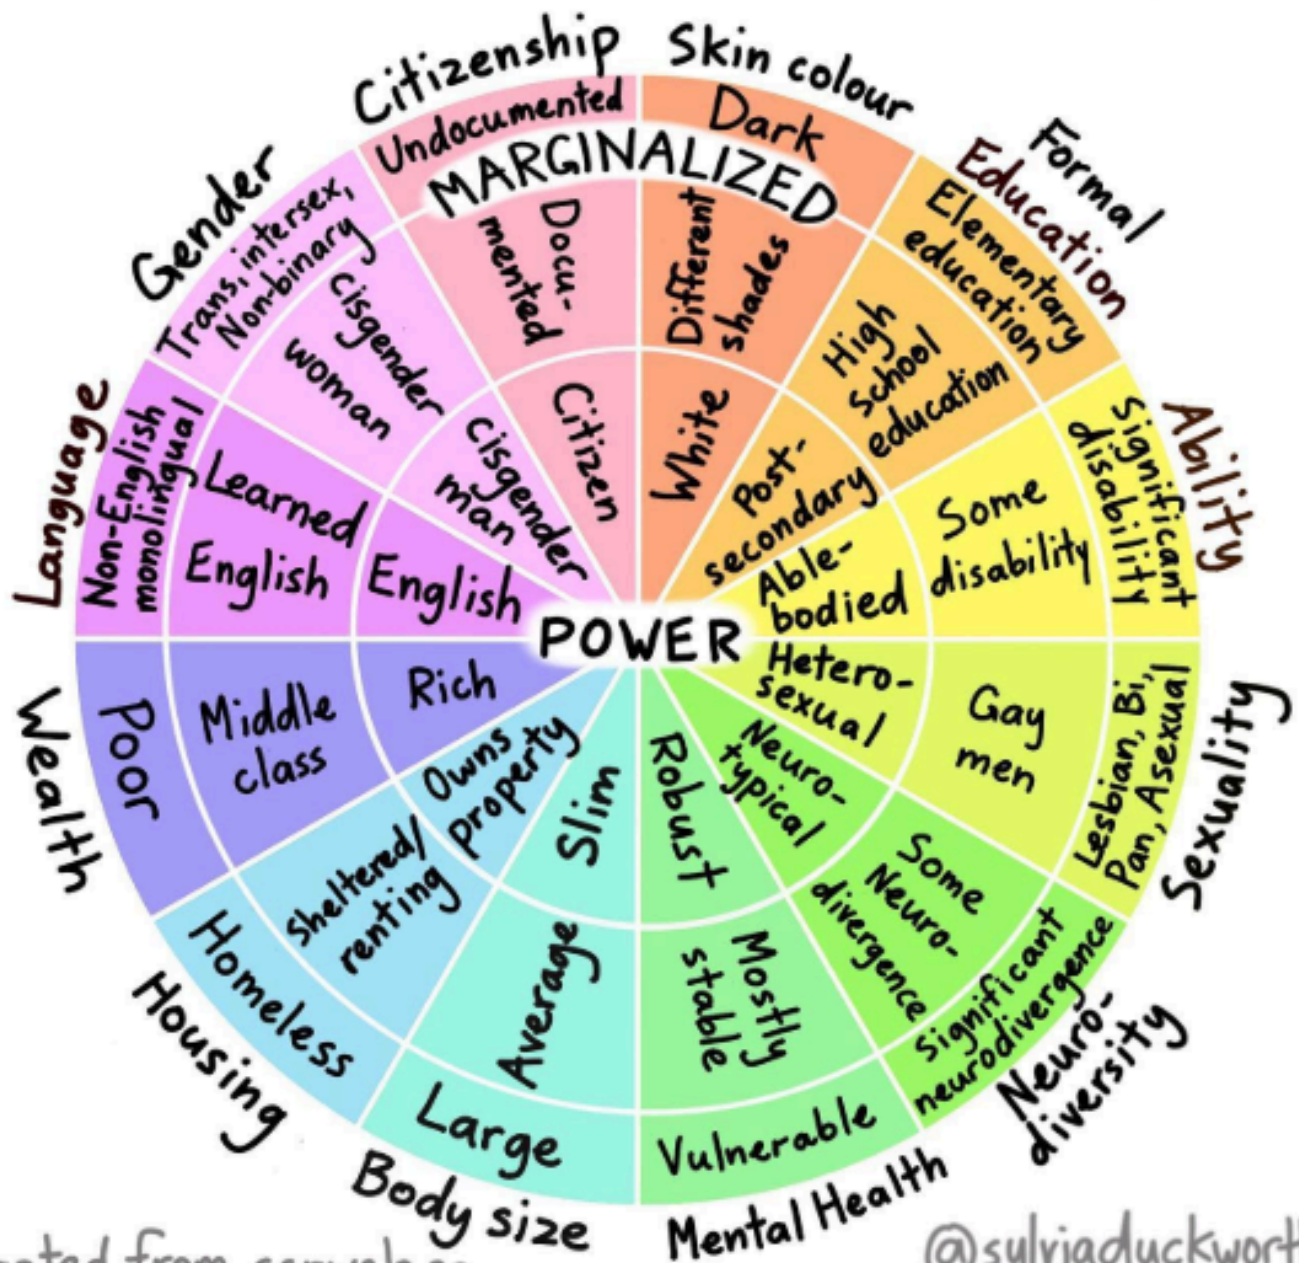 Citizenship
Undocumented
Docu-
mented
Citizen
Skin colour
Dark
Different
shades
White
Formal
Education
Elementary
education
High
school
education
Post-
secondary
Ability
Significant
disability
Some
disability
Able-
bodied
Sexuality
Lesbian, Bi,
Pan, Asexual
Gay
men
Hetero-
sexual
Neuro-
diversity
Significant
neurodivergence
Some
Neuro-
divergence
Neuro-
typical
Mental Health
Vulnerable
Mostly
stable
Robust
Body size
Large
Average
Slim
Housing
Homeless
Sheltered/
renting
Owns
property
Wealth
Poor
Middle
class
Rich
Language
Non-English
monolingual
Learned
English
English
Gender
Trans, intersex,
Non-binary
Cisgender
woman
Cisgender
man
MARGINALIZED
POWER
from
@sylviaduckworth